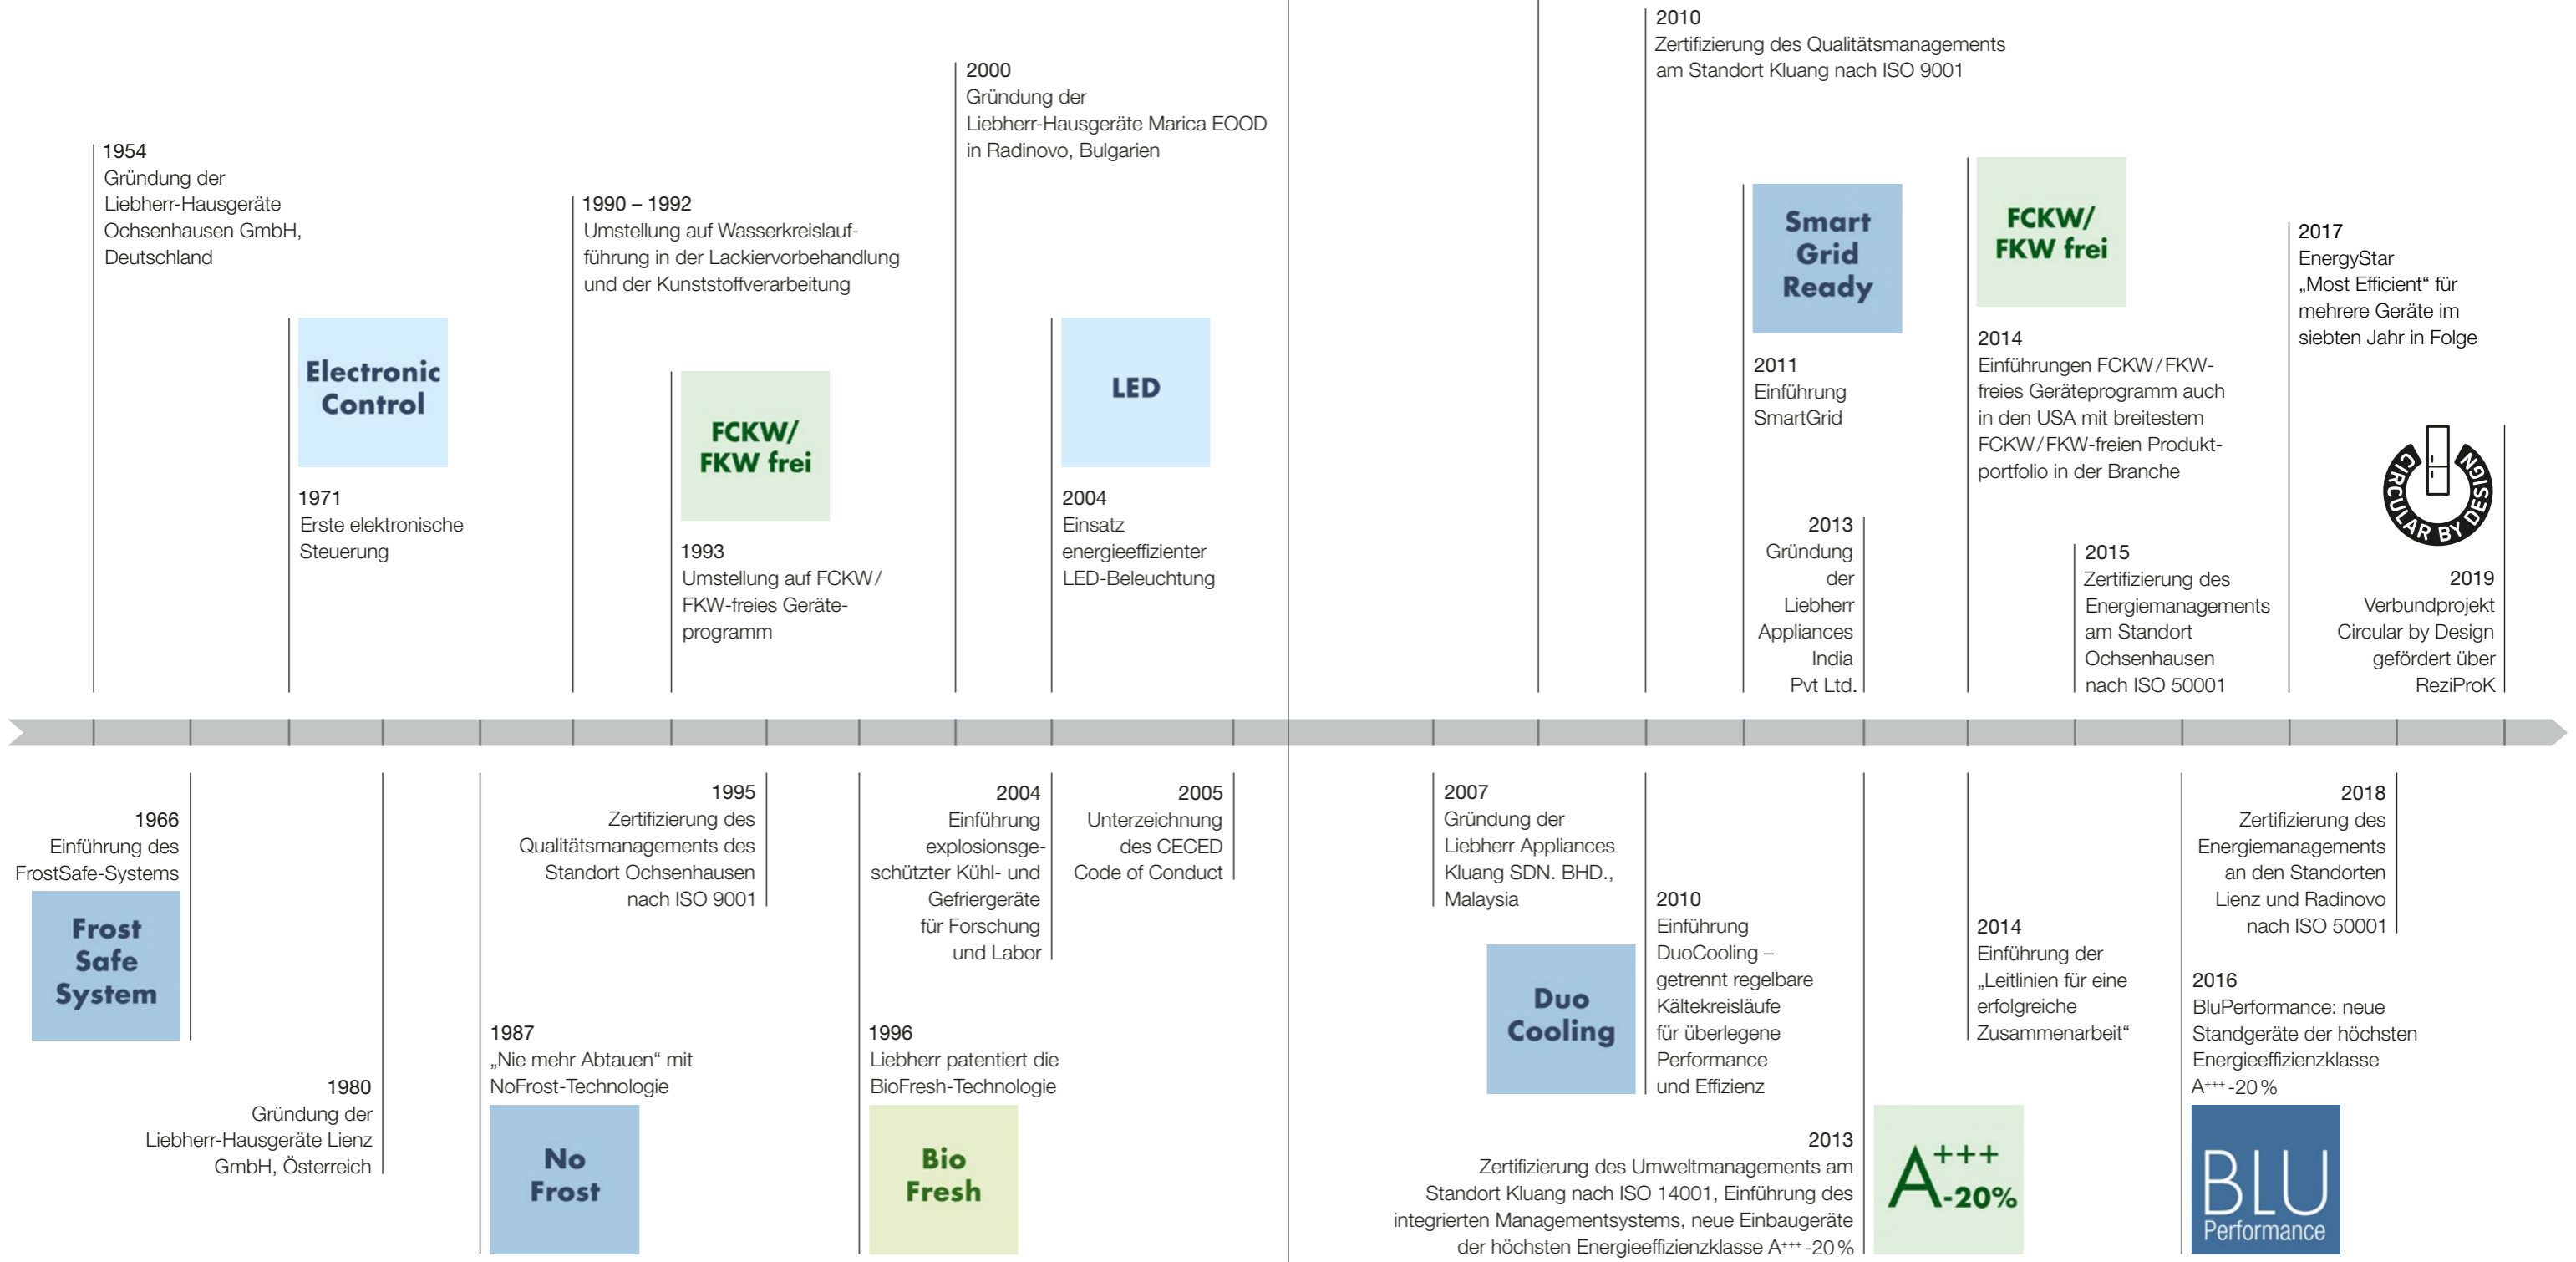 1954
Gründung der
Liebherr-Hausgeräte
Ochsenhausen GmbH,
Deutschland
Electronic
Control
1971
Erste elektronische
Steuerung
1990 – 1992
Umstellung auf Wasserkreislauf-
führung in der Lackiervorbehandlung
und der Kunststoffverarbeitung
FCKW/
FKW frei
1993
Umstellung auf FCKW/
FKW-freies Geräte-
programm
2000
Gründung der
Liebherr-Hausgeräte Marica EOOD
in Radinovo, Bulgarien
LED
2004
Einsatz
energieeffizienter
LED-Beleuchtung
2010
Zertifizierung des Qualitätsmanagements
am Standort Kluang nach ISO 9001
Smart
Grid
Ready
2011
Einführung
SmartGrid
2013
Gründung
der
Liebherr
Appliances
India
Pvt Ltd.
FCKW/
FKW frei
2014
Einführungen FCKW/FKW-
freies Geräteprogramm auch
in den USA mit breitestem
FCKW/FKW-freien Produkt-
portfolio in der Branche
2015
Zertifizierung des
Energiemanagements
am Standort
Ochsenhausen
nach ISO 50001
2017
EnergyStar
„Most Efficient“ für
mehrere Geräte im
siebten Jahr in Folge
CIRCULAR BY DESIGN
2019
Verbundprojekt
Circular by Design
gefördert über
ReziProK
1966
Einführung des
FrostSafe-Systems
Frost
Safe
System
1980
Gründung der
Liebherr-Hausgeräte Lienz
GmbH, Österreich
1987
„Nie mehr Abtauen“ mit
NoFrost-Technologie
No
Frost
1995
Zertifizierung des
Qualitätsmanagements des
Standort Ochsenhausen
nach ISO 9001
1996
Liebherr patentiert die
BioFresh-Technologie
Bio
Fresh
2004
Einführung
explosionsge-
schützter Kühl- und
Gefriergeräte
für Forschung
und Labor
2005
Unterzeichnung
des CECED
Code of Conduct
2007
Gründung der
Liebherr Appliances
Kluang SDN. BHD.,
Malaysia
Duo
Cooling
2010
Einführung
DuoCooling –
getrennt regelbare
Kältekreisläufe
für überlegene
Performance
und Effizienz
2013
Zertifizierung des Umweltmanagements am
Standort Kluang nach ISO 14001, Einführung des
integrierten Managementsystems, neue Einbaugeräte
der höchsten Energieeffizienzklasse A+++ -20 %
A+++
-20%
2014
Einführung der
„Leitlinien für eine
erfolgreiche
Zusammenarbeit“
2018
Zertifizierung des
Energiemanagements
an den Standorten
Lienz und Radinovo
nach ISO 50001
2016
BluPerformance: neue
Standgeräte der höchsten
Energieeffizienzklasse
A+++ -20 %
BLU
Performance